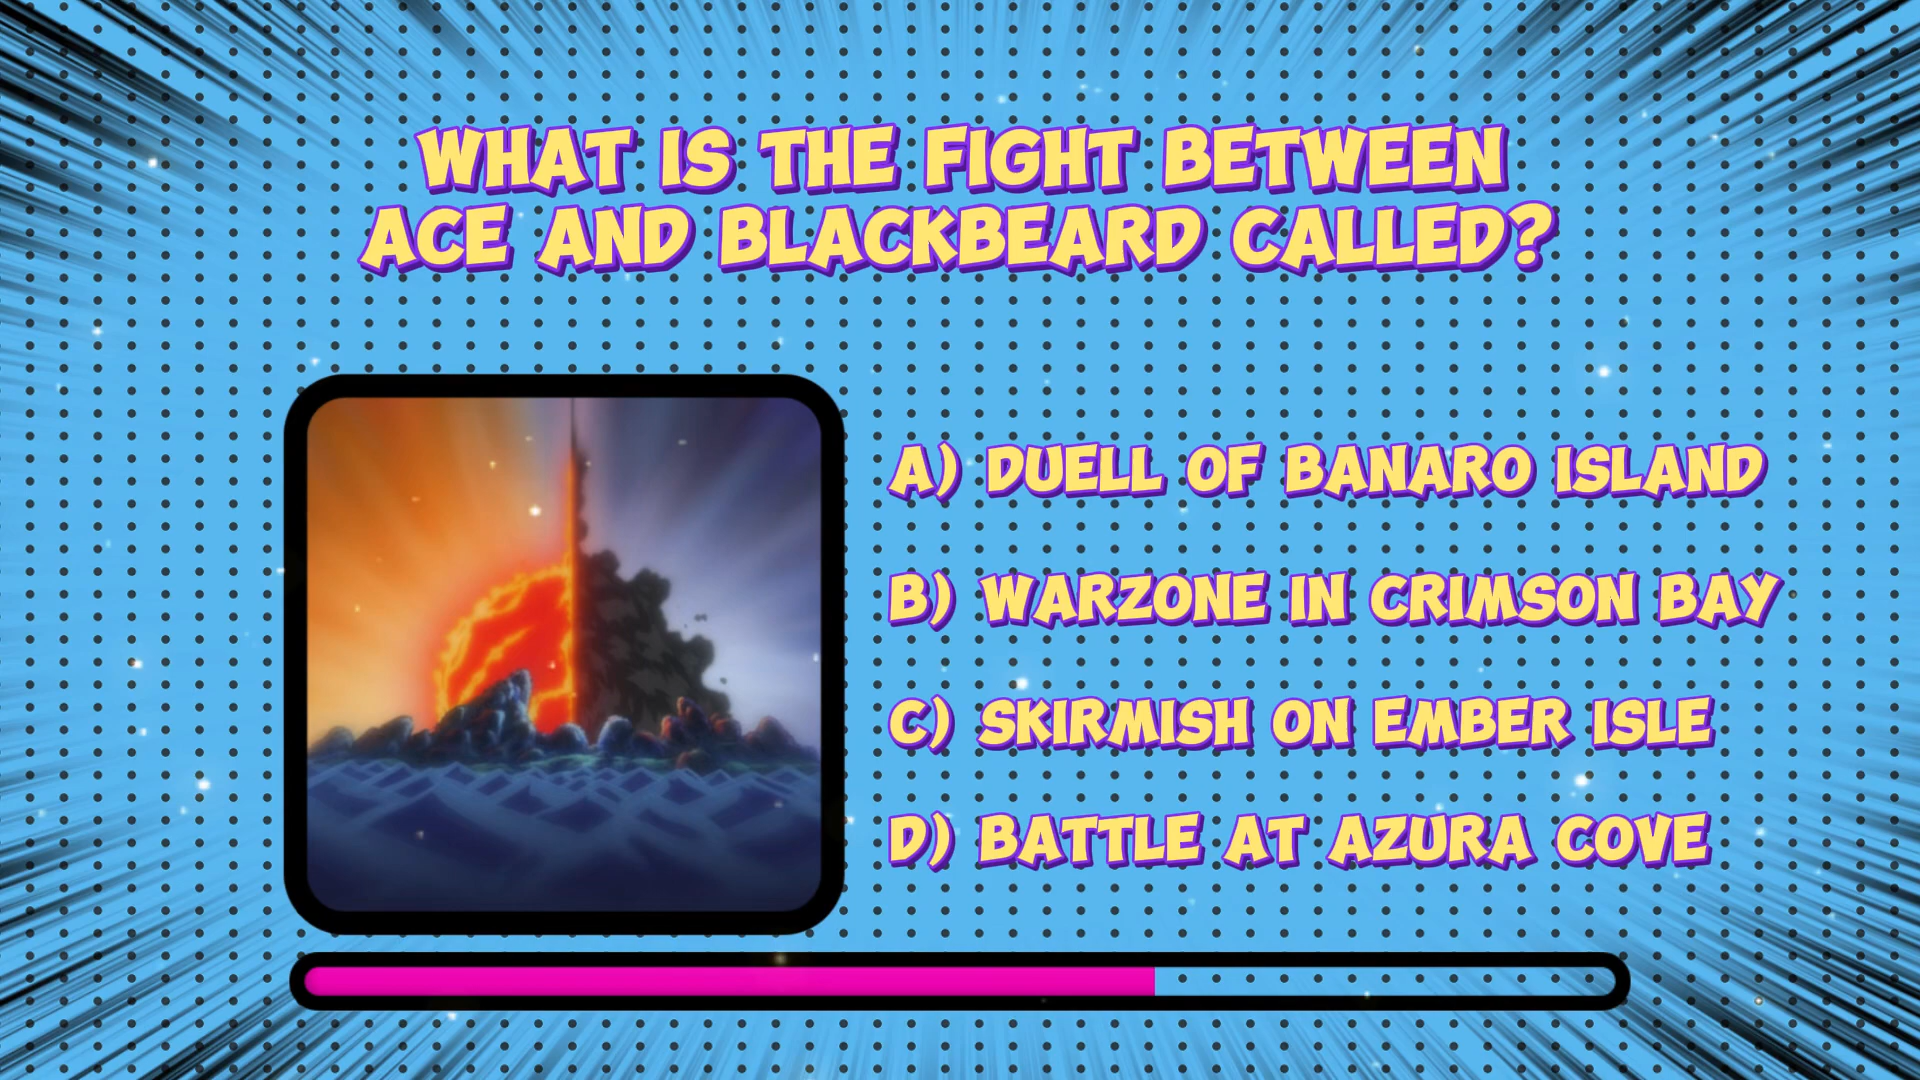 WHAT IS THE FIGHT BETWEEN
ACE AND BLACKBEARD CALLED?
A) DUELL OF BANARO ISLAND
B) WARZONE IN CRIMSON BAY
C) SKIRMISH ON EMBER ISLE
D) BATTLE AT AZURA COVE